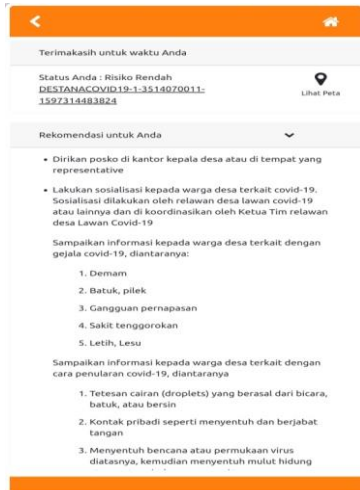 Terimakasih untuk waktu Anda
Status Anda : Risiko Rendah
DESTANACOVID19-1-3514070011-
1597314483824
Lihat Peta
Rekomendasi untuk Anda
• Dirikan posko di kantor kepala desa atau di tempat yang
representative
• Lakukan sosialisasi kepada warga desa terkait covid-19.
Sosialisasi dilakukan oleh relawan desa lawan covid-19
atau lainnya dan di koordinasikan oleh Ketua Tim relawan
desa Lawan Covid-19
Sampaikan informasi kepada warga desa terkait dengan
gejala covid-19, diantaranya:
1. Demam
2. Batuk, pilek
3. Gangguan pernapasan
4. Sakit tenggorokan
5. Letih, Lesu
Sampaikan informasi kepada warga desa terkait dengan
cara penularan covid-19, diantaranya
1. Tetesan cairan (droplets) yang berasal dari bicara,
batuk, atau bersin
2. Kontak pribadi seperti menyentuh dan berjabat
tangan
3. Menyentuh bencana atau permukaan virus
diatasnya, kemudian menyentuh mulut hidung